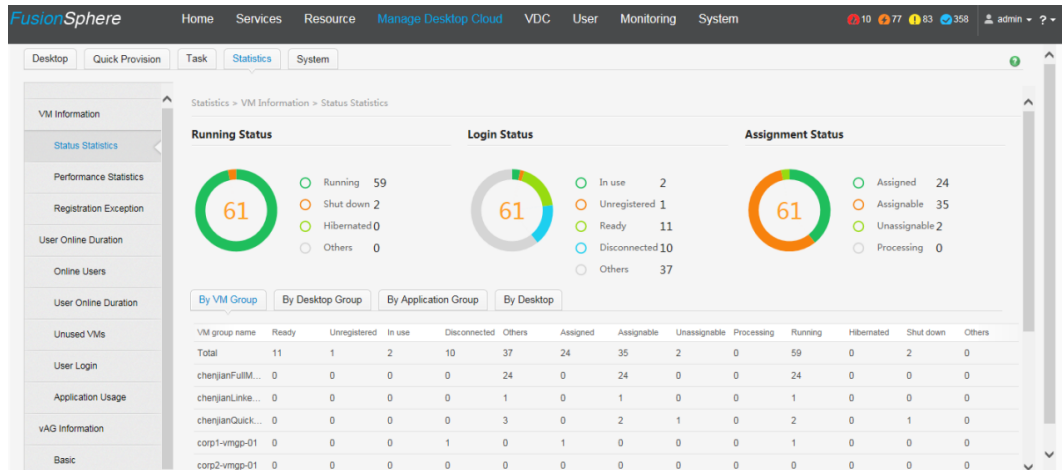 FusionSphere Home Services Resource Manage Desktop Cloud VDC User Monitoring System 10 77 83 358 admin ?
Desktop Quick Provision Task Statistics System ?
VM Information
Status Statistics
Performance Statistics
Registration Exception
User Online Duration
Online Users
User Online Duration
Unused VMs
User Login
Application Usage
vAG Information
Basic
Statistics > VM Information > Status Statistics
Running Status
61
Running 59
Shut down 2
Hibernated 0
Others 0
Login Status
61
In use 2
Unregistered 1
Ready 11
Disconnected 10
Others 37
Assignment Status
61
Assigned 24
Assignable 35
Unassignable 2
Processing 0
By VM Group By Desktop Group By Application Group By Desktop
VM group name Ready Unregistered In use Disconnected Others Assigned Assignable Unassignable Processing Running Hibernated Shut down Others
Total 11 1 2 10 37 24 35 2 0 59 0 2 0
chenjianFullM... 0 0 0 0 24 0 24 0 0 24 0 0 0
chenjianLinke... 0 0 0 0 1 0 1 0 0 1 0 0 0
chenjianQuick... 0 0 0 0 3 0 2 1 0 2 0 1 0
corp1-vmgp-01 0 0 0 1 0 1 0 0 0 1 0 0 0
corp2-vmgp-01 0 0 0 0 0 0 0 0 0 0 0 0 0